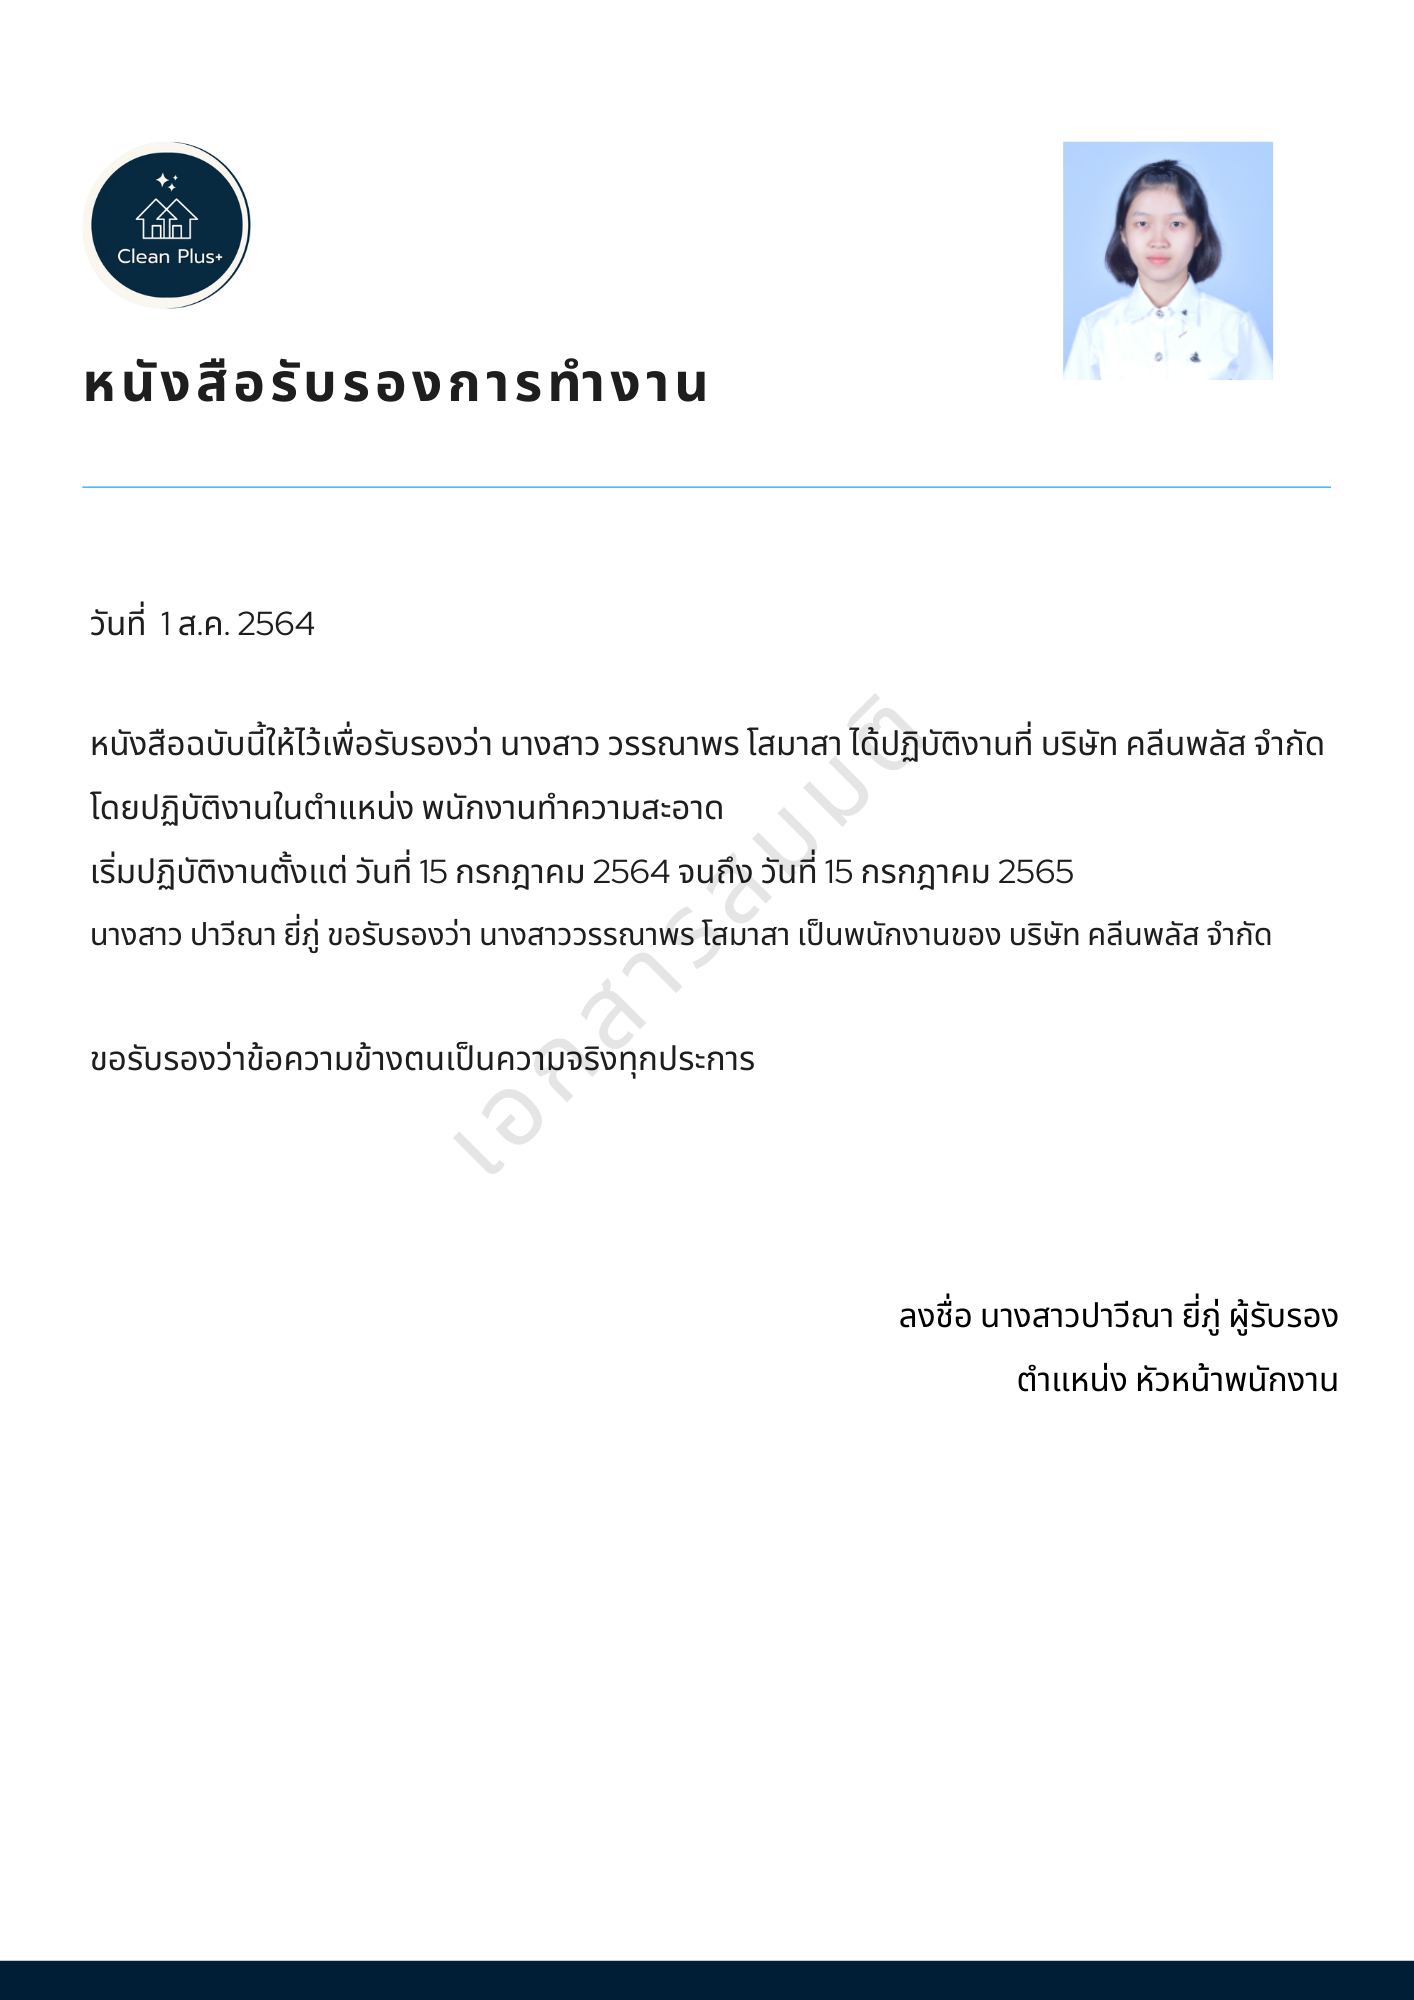 Clean Plus+
หนังสือรับรองการทำงาน
วันที่ 1 ส.ค. 2564
หนังสือฉบับนี้ให้ไว้เพื่อรับรองว่า นางสาว วรรณาพร โสมาสา ได้ปฏิบัติงานที่ บริษัท คลีนพลัส จำกัด
โดยปฏิบัติงานในตำแหน่ง พนักงานทำความสะอาด
เริ่มปฏิบัติงานตั้งแต่ วันที่ 15 กรกฎาคม 2564 จนถึง วันที่ 15 กรกฎาคม 2565
นางสาว ปาวีณา ยี่ภู่ ขอรับรองว่า นางสาววรรณาพร โสมาสา เป็นพนักงานของ บริษัท คลีนพลัส จำกัด
ขอรับรองว่าข้อความข้างตนเป็นความจริงทุกประการ
เอกสารสมมติ
ลงชื่อ นางสาวปาวีณา ยี่ภู่ ผู้รับรอง
ตำแหน่ง หัวหน้าพนักงาน